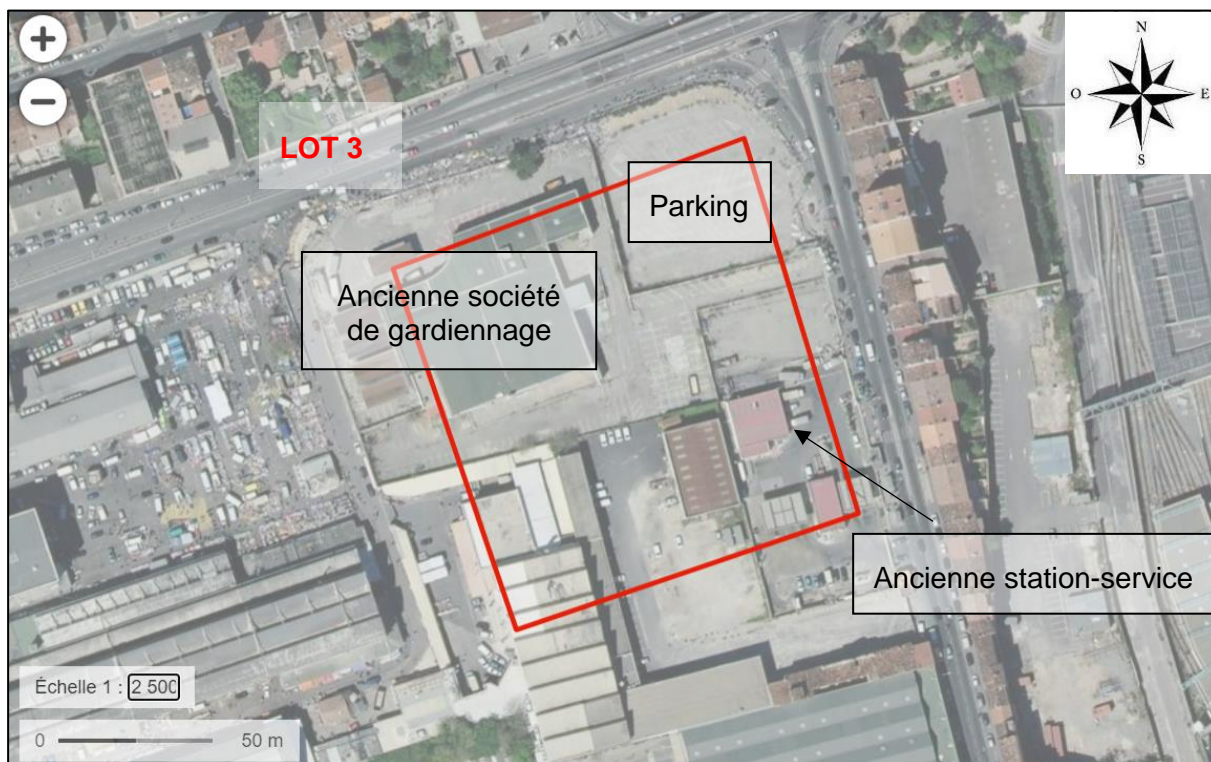 N
O
E
S
LOT 3
Parking
Ancienne société
de gardiennage
Ancienne station-service
Échelle 1 : 2 500
0 50 m